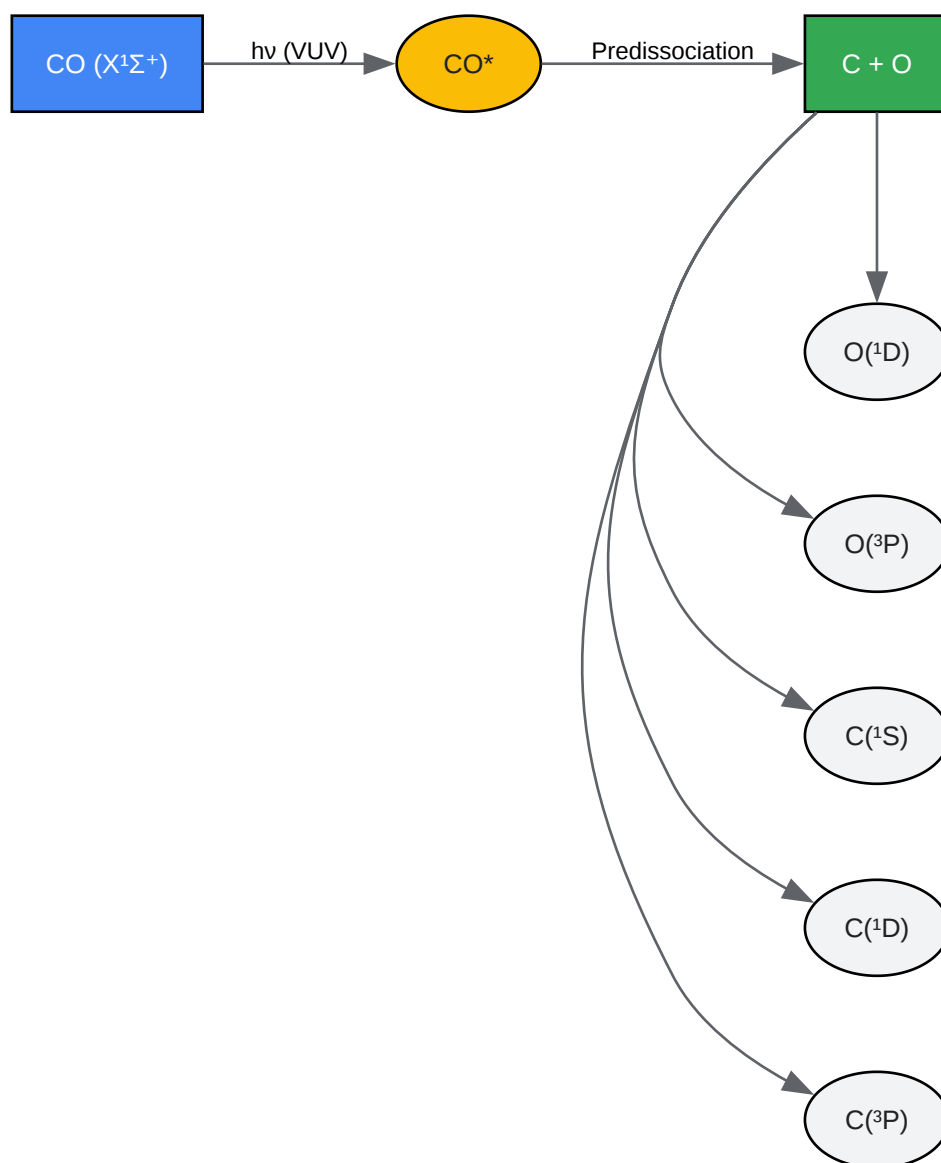 CO (X¹Σ⁺)
hν (VUV)
CO*
Predissociation
C + O
O(¹D)
O(³P)
C(¹S)
C(¹D)
C(³P)